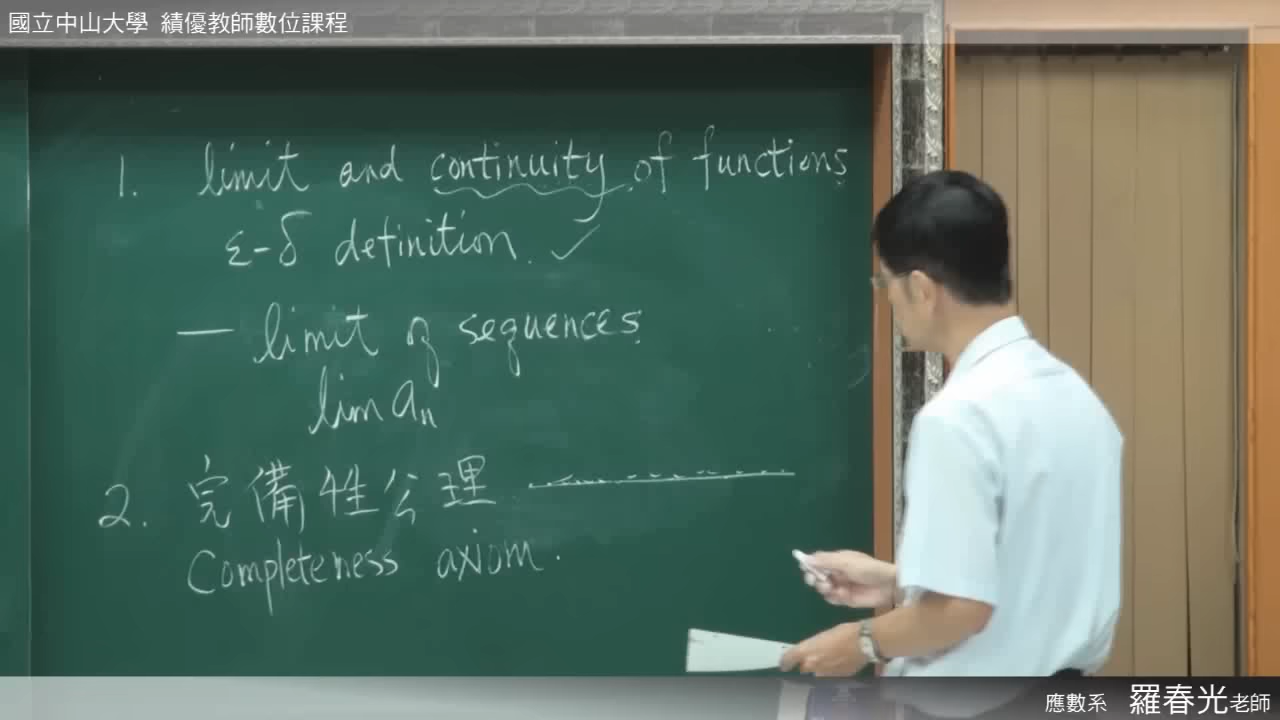 國立中山大學 績優教師數位課程
1. limit and continuity of functions
ε-δ definition. ✓
— limit of sequences
lim aₙ
2. 完備性公理
Completeness axiom.
應數系 羅春光老師